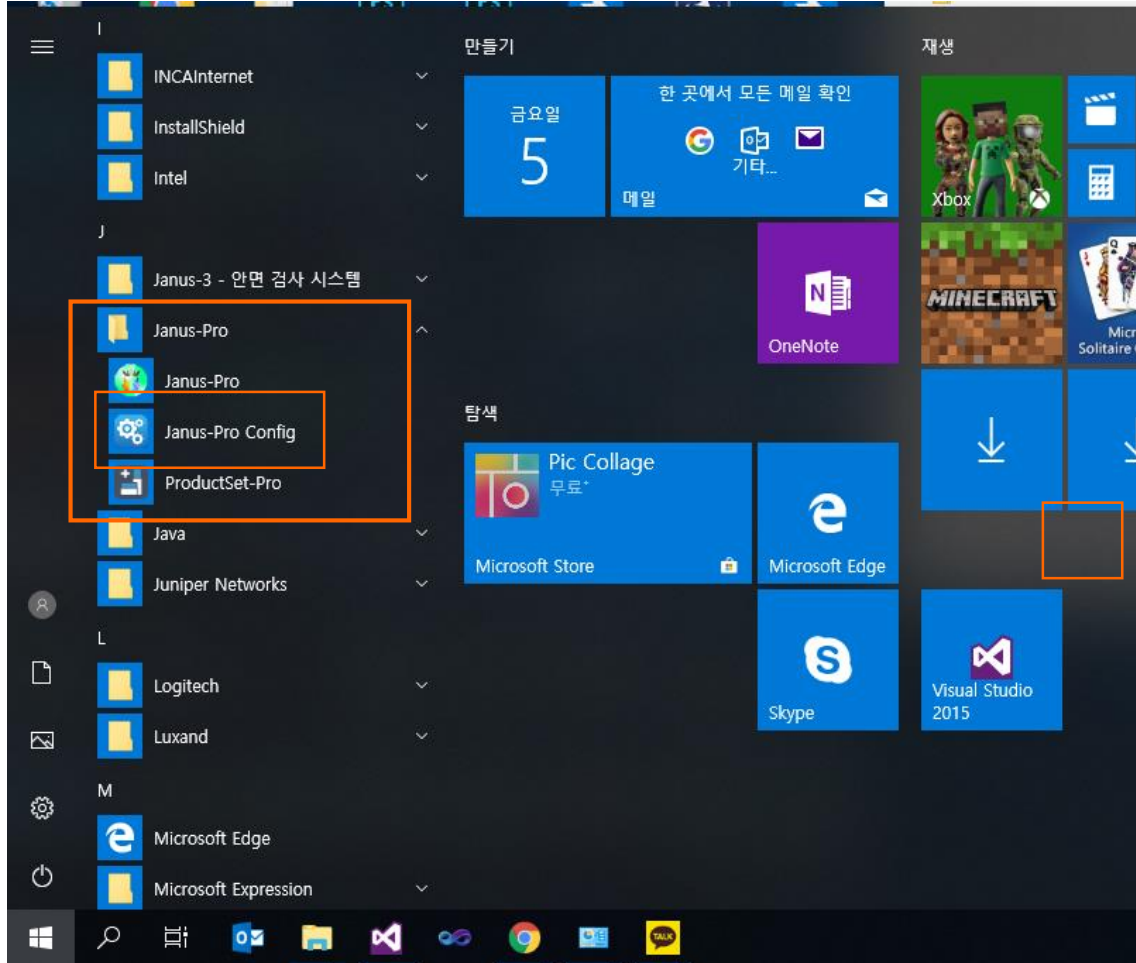 I
INCAInternet
InstallShield
Intel
J
Janus-3 - 안면 검사 시스템
Janus-Pro
Janus-Pro
Janus-Pro Config
ProductSet-Pro
Java
Juniper Networks
L
Logitech
Luxand
M
Microsoft Edge
Microsoft Expression
만들기
금요일
5
한 곳에서 모든 메일 확인
기타...
메일
OneNote
탐색
Pic Collage
무료+
Microsoft Store
Microsoft Edge
Skype
재생
Xbox
MINECRAFT
Solitaire
Visual Studio
2015
TALK